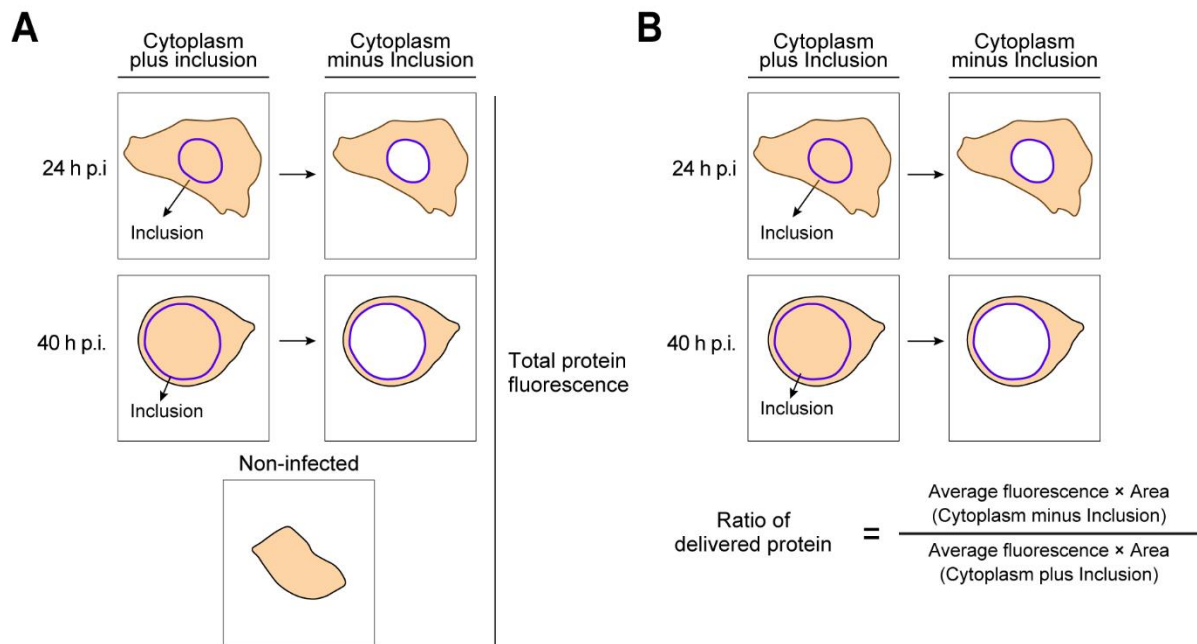 A
Cytoplasm
plus inclusion
Cytoplasm
minus Inclusion
24 h p.i
Inclusion
40 h p.i.
Inclusion
Non-infected
Total protein
fluorescence
B
Cytoplasm
plus Inclusion
Cytoplasm
minus Inclusion
24 h p.i
Inclusion
40 h p.i.
Inclusion
Ratio of
delivered protein
=
Average fluorescence × Area
(Cytoplasm minus Inclusion)
Average fluorescence × Area
(Cytoplasm plus Inclusion)